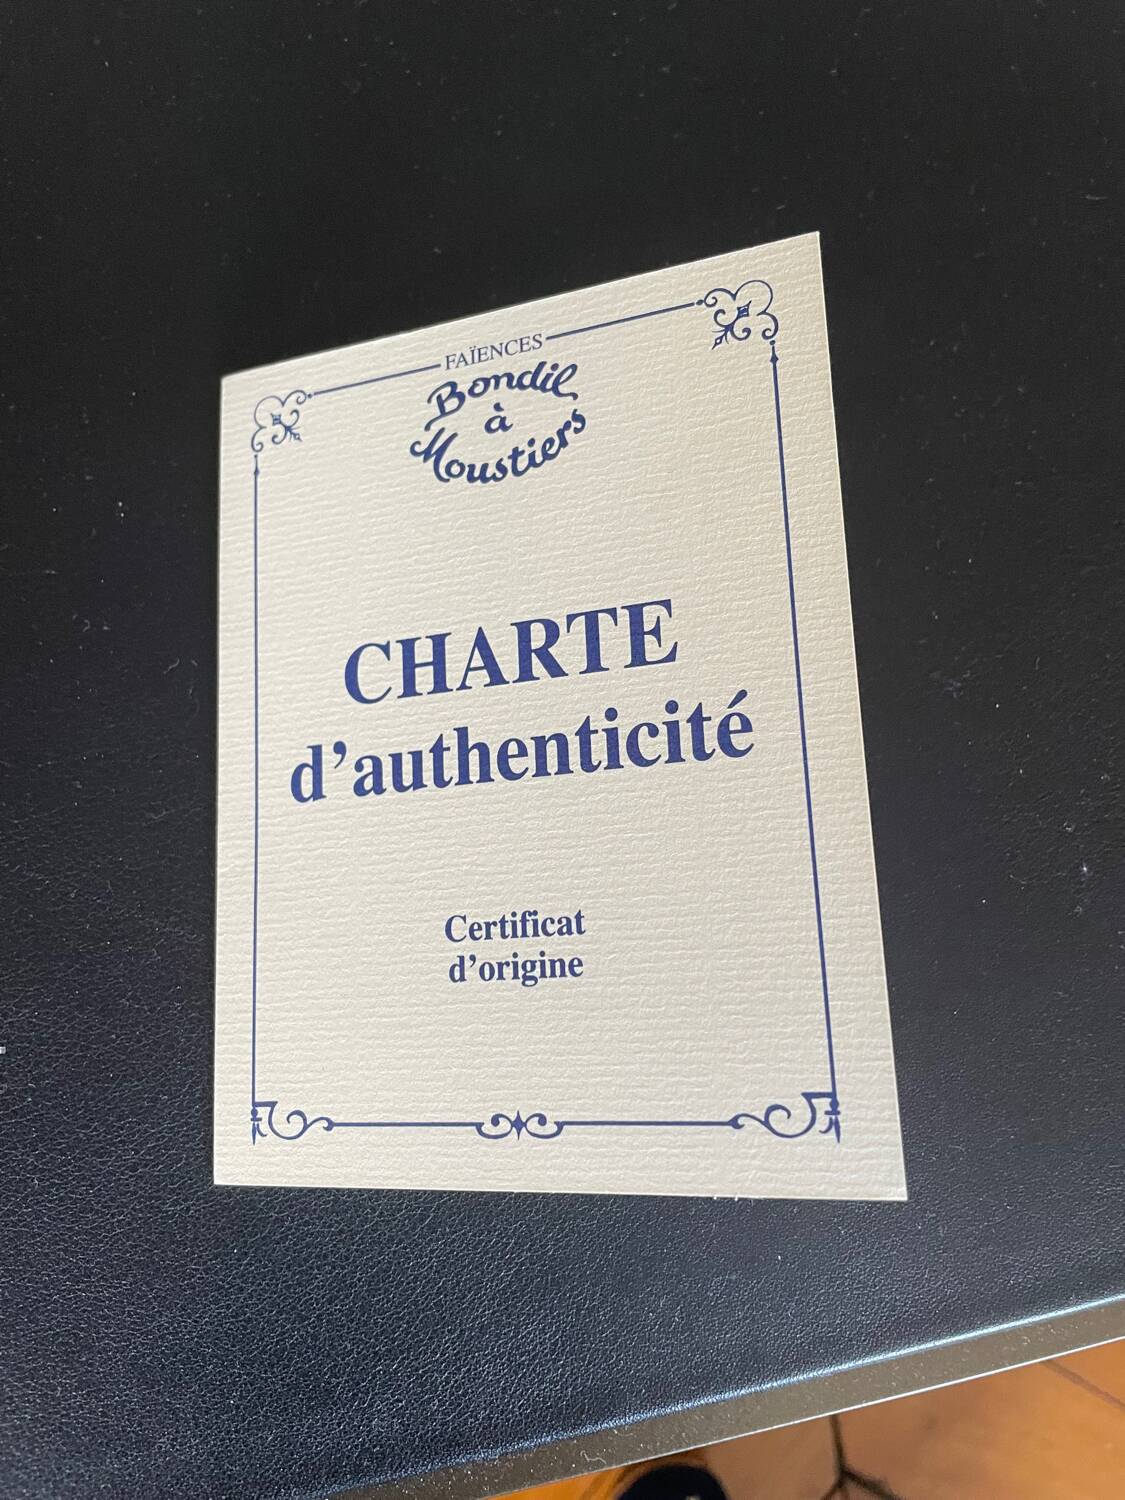 FAÏENCES
Bondil
à
Moustiers
CHARTE
d’authenticité
Certificat
d’origine